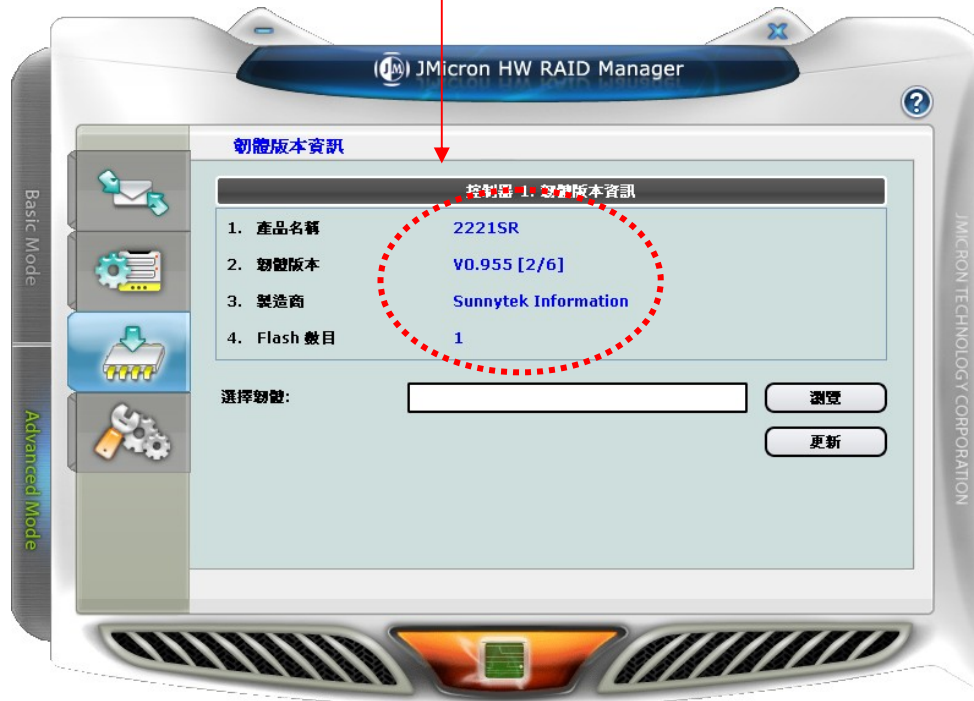 JMicron HW RAID Manager
韌體版本資訊
控制器 1. 韌體版本資訊
1. 產品名稱 2221SR
2. 韌體版本 V0.955 [2/6]
3. 製造商 Sunnytek Information
4. Flash 數目 1
選擇韌體:
瀏覽
更新
Basic Mode
Advanced Mode
JMICRON TECHNOLOGY CORPORATION